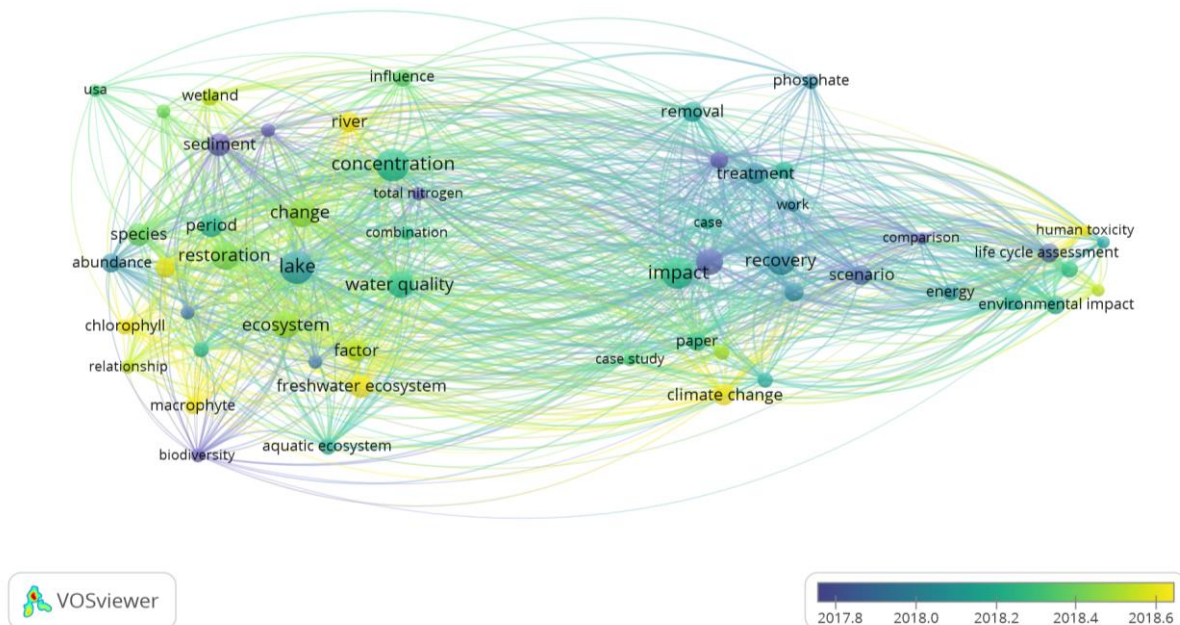 usa
wetland
influence
phosphate
river
removal
sediment
concentration
treatment
total nitrogen
work
change
case
species
period
combination
human toxicity
comparison
restoration
life cycle assessment
abundance
lake
recovery
impact
scenario
water quality
energy
environmental impact
chlorophyll
ecosystem
paper
factor
case study
relationship
freshwater ecosystem
climate change
macrophyte
aquatic ecosystem
biodiversity
VOSviewer
2017.8 2018.0 2018.2 2018.4 2018.6